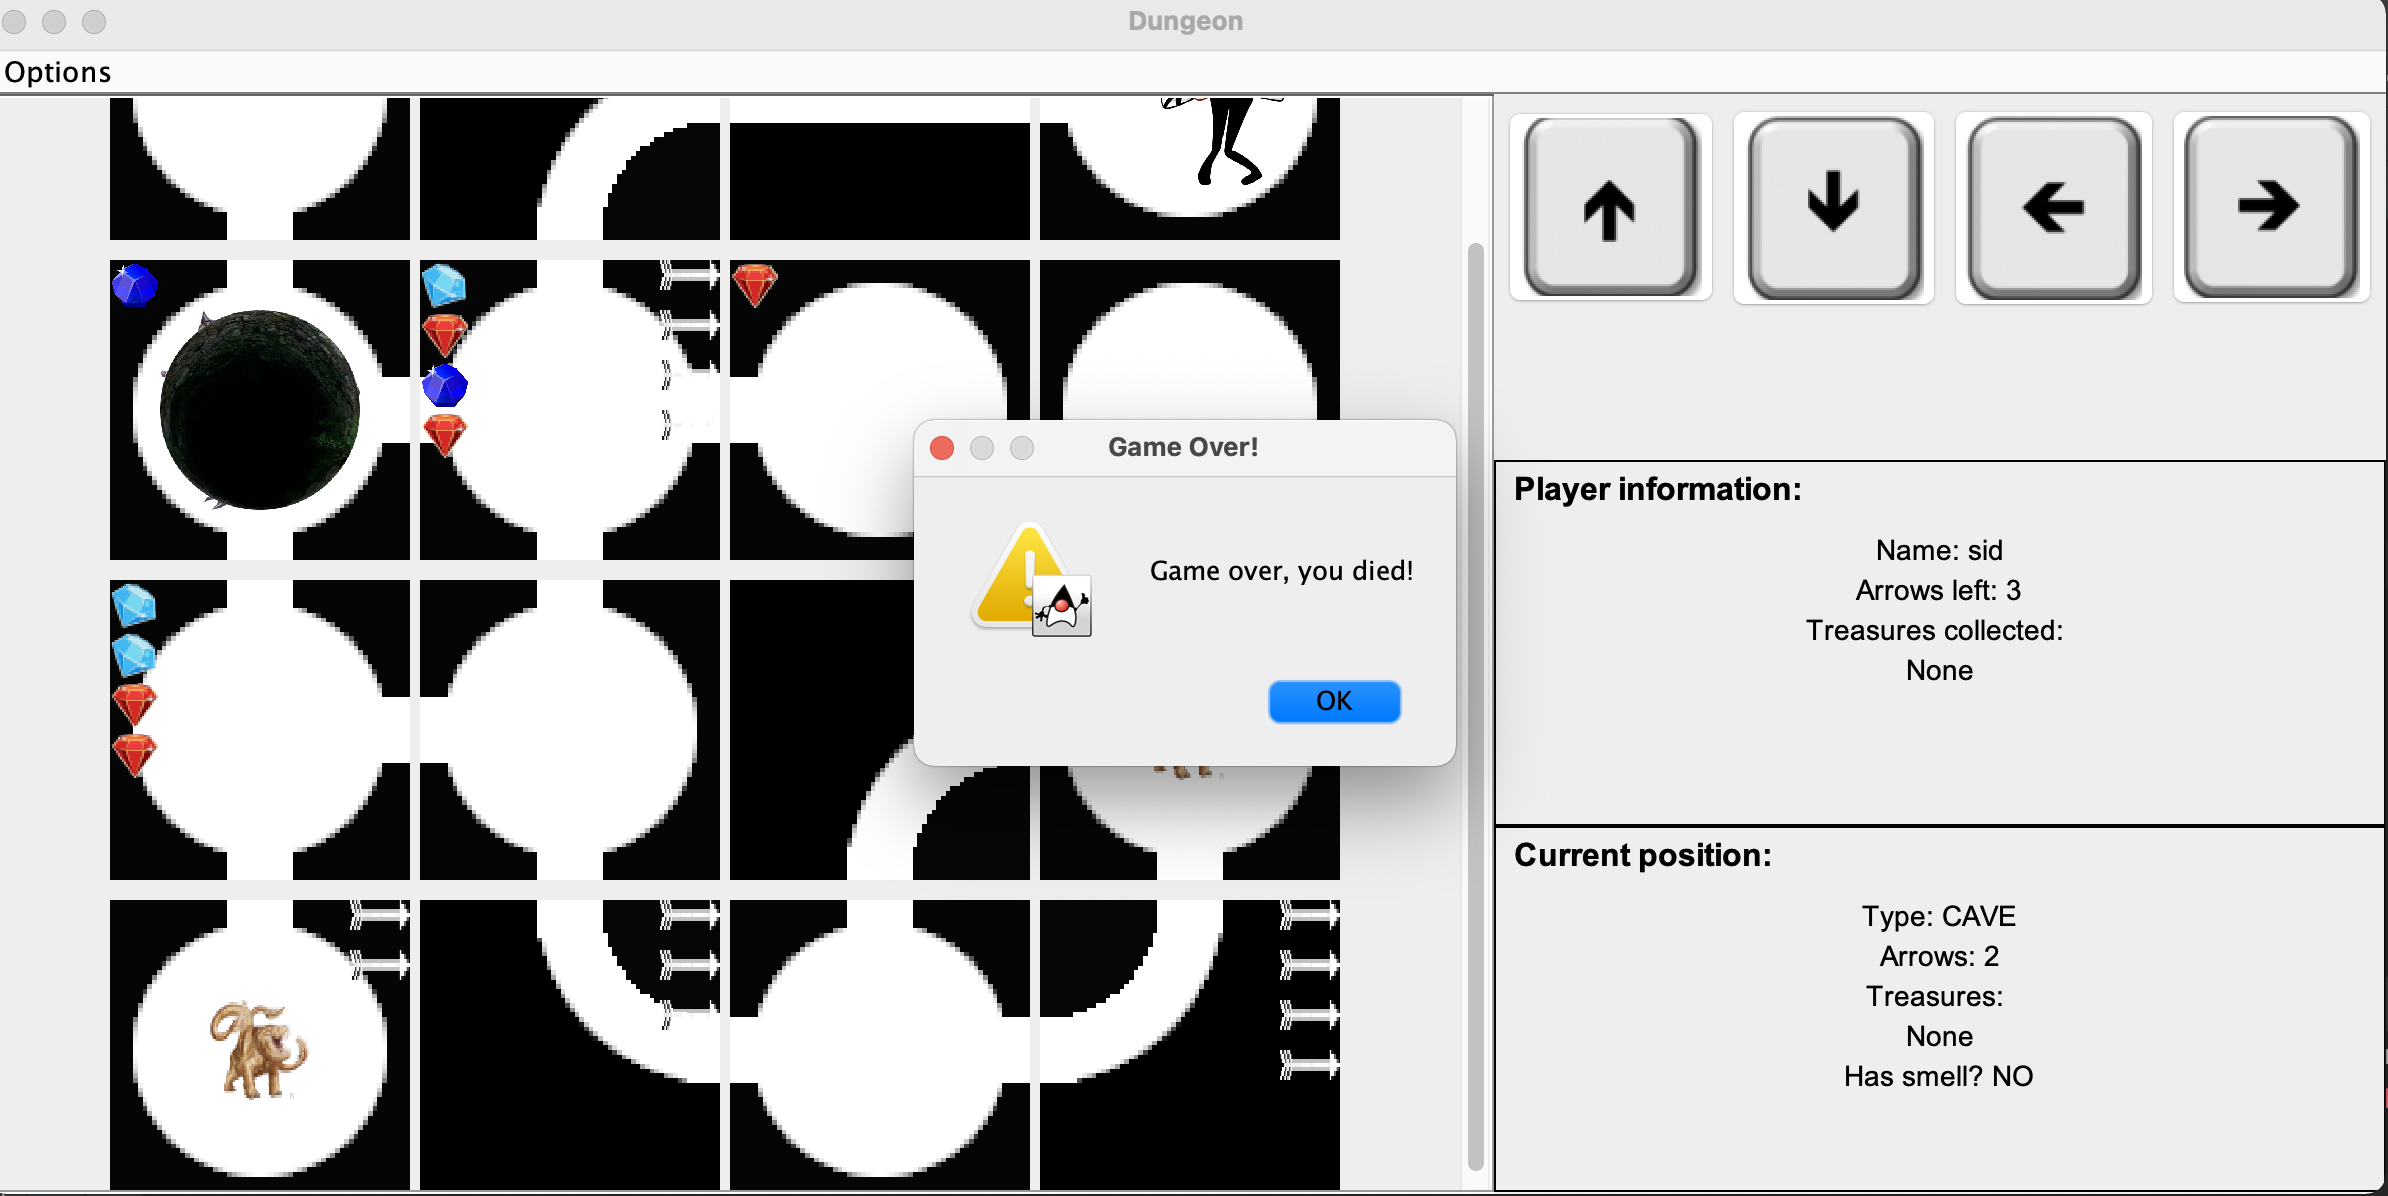 Dungeon
Options
Game Over!
Game over, you died!
OK
Player information:
Name: sid
Arrows left: 3
Treasures collected:
None
Current position:
Type: CAVE
Arrows: 2
Treasures:
None
Has smell? NO